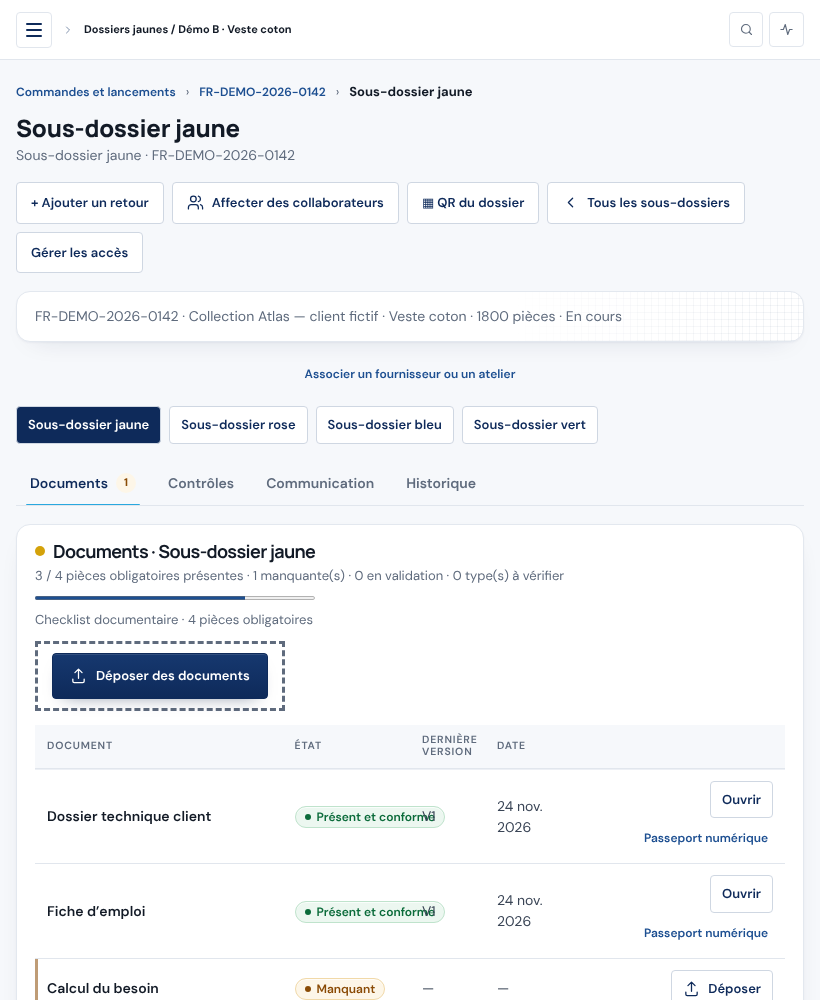 Dossiers jaunes / Démo B · Veste coton
Commandes et lancements › FR-DEMO-2026-0142 › Sous-dossier jaune
Sous-dossier jaune
Sous-dossier jaune · FR-DEMO-2026-0142
+ Ajouter un retour
Affecter des collaborateurs
QR du dossier
Tous les sous-dossiers
Gérer les accès
FR-DEMO-2026-0142 · Collection Atlas — client fictif · Veste coton · 1800 pièces · En cours
Associer un fournisseur ou un atelier
Sous-dossier jaune
Sous-dossier rose
Sous-dossier bleu
Sous-dossier vert
Documents 1
Contrôles
Communication
Historique
Documents · Sous-dossier jaune
3 / 4 pièces obligatoires présentes · 1 manquante(s) · 0 en validation · 0 type(s) à vérifier
Checklist documentaire · 4 pièces obligatoires
Déposer des documents
DOCUMENT
ÉTAT
DERNIÈRE
VERSION
DATE
Dossier technique client
Présent et conforme
V1
24 nov.
2026
Ouvrir
Passeport numérique
Fiche d’emploi
Présent et conforme
V1
24 nov.
2026
Ouvrir
Passeport numérique
Calcul du besoin
Manquant
—
—
Déposer